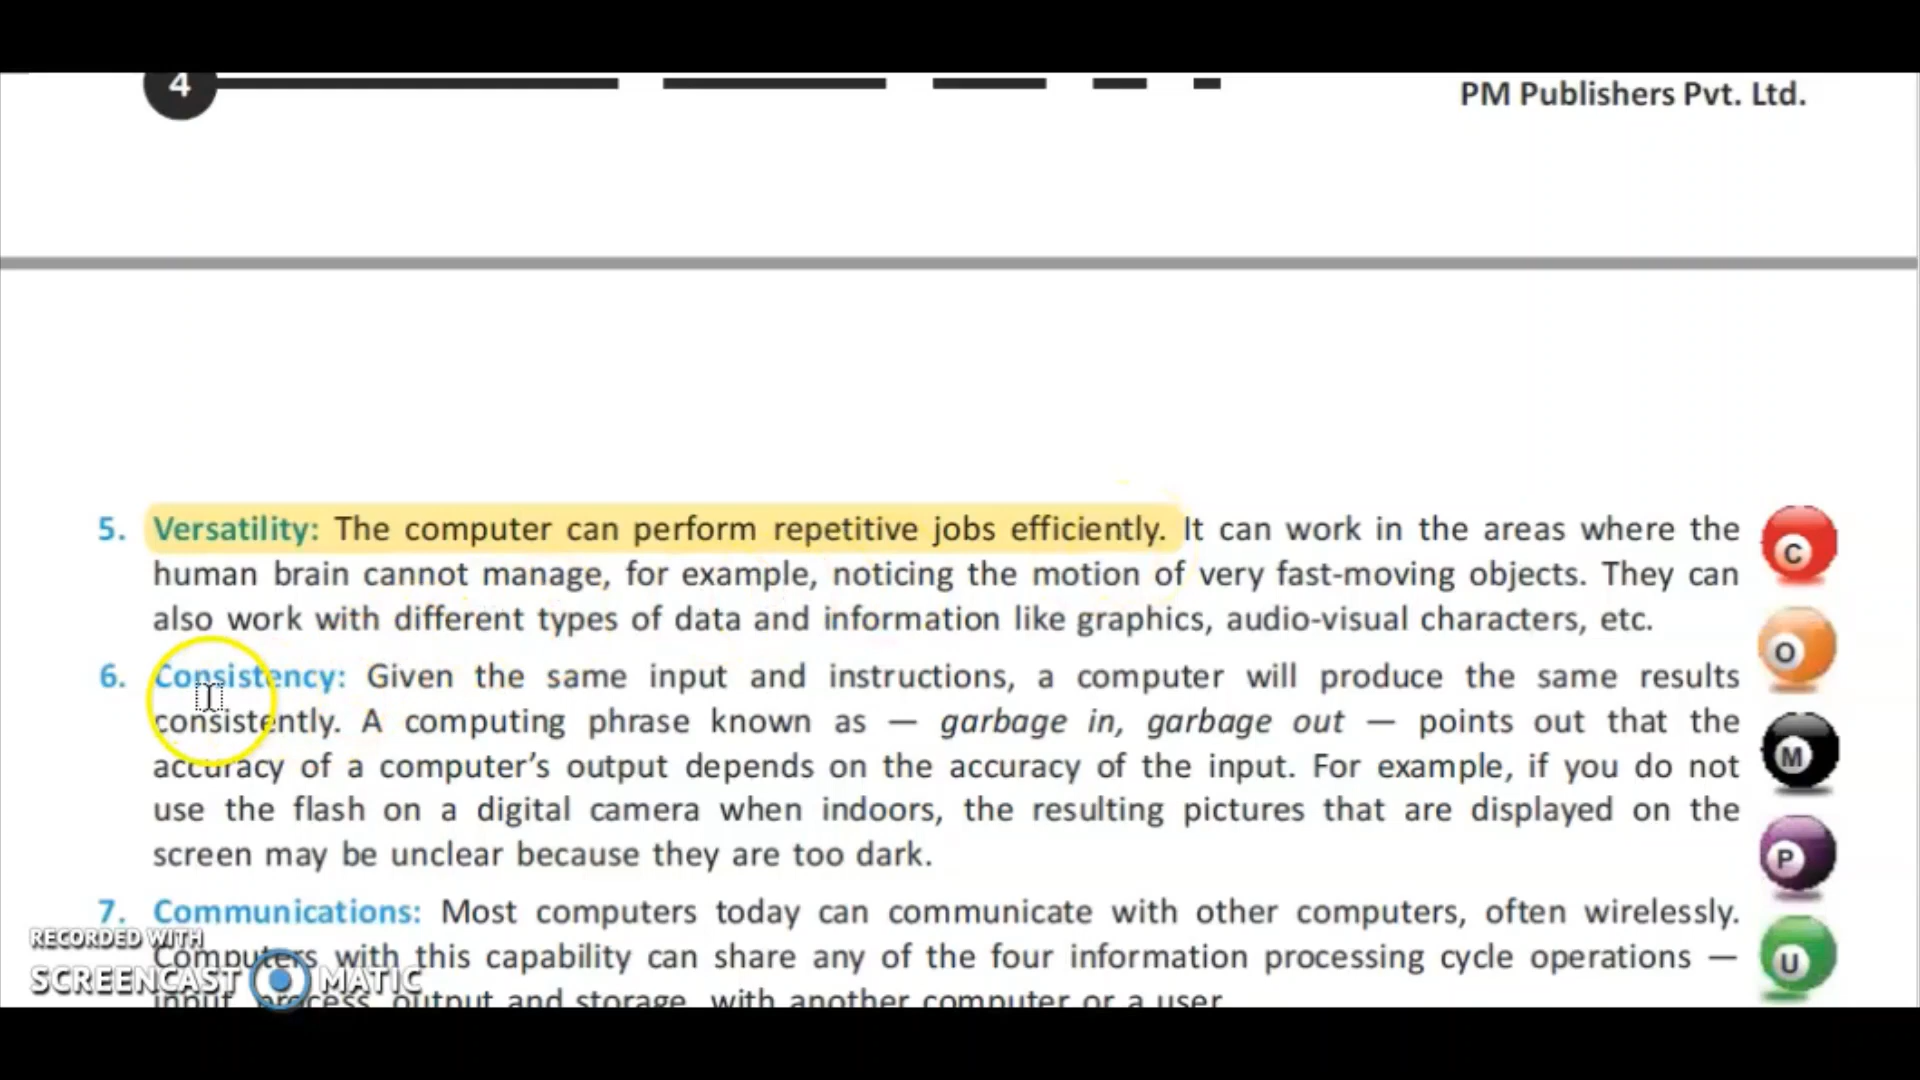 4
PM Publishers Pvt. Ltd.
5. Versatility: The computer can perform repetitive jobs efficiently. It can work in the areas where the
human brain cannot manage, for example, noticing the motion of very fast-moving objects. They can
also work with different types of data and information like graphics, audio-visual characters, etc.
6. Consistency: Given the same input and instructions, a computer will produce the same results
consistently. A computing phrase known as — garbage in, garbage out — points out that the
accuracy of a computer's output depends on the accuracy of the input. For example, if you do not
use the flash on a digital camera when indoors, the resulting pictures that are displayed on the
screen may be unclear because they are too dark.
7. Communications: Most computers today can communicate with other computers, often wirelessly.
Computers with this capability can share any of the four information processing cycle operations —
input, process, output and storage, with another computer or a user.
C
O
M
P
U
RECORDED WITH
SCREENCAST MATIC